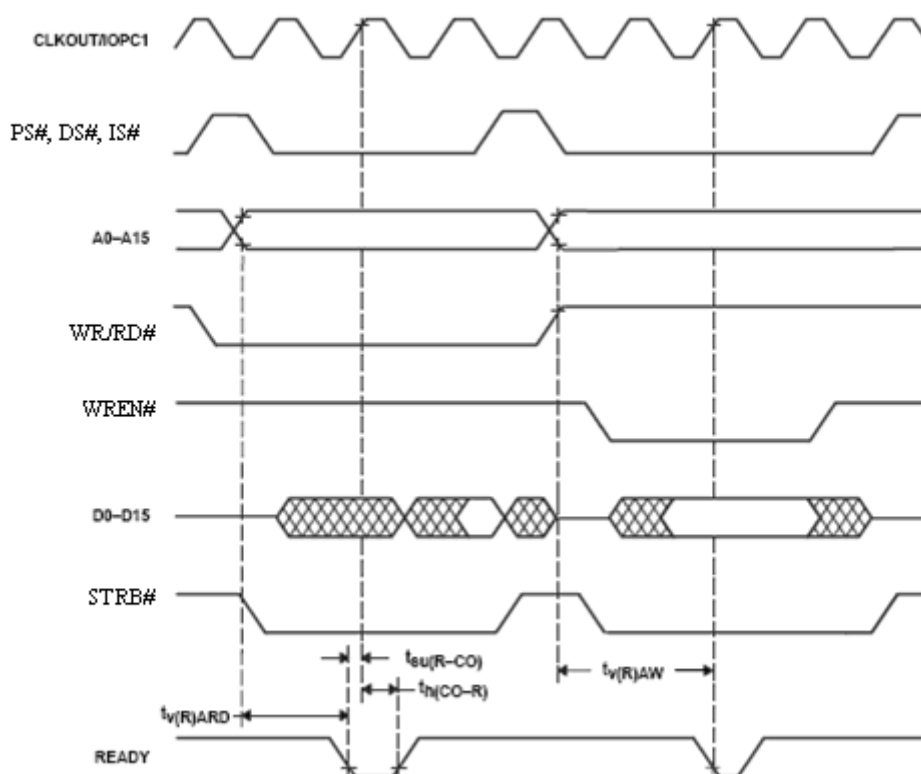 CLKOUT/IOPC1
PS#, DS#, IS#
A0–A15
WR/RD#
WREN#
D0–D15
STRB#
tsu(R–CO)
tv(R)AW
th(CO–R)
tv(R)ARD
READY